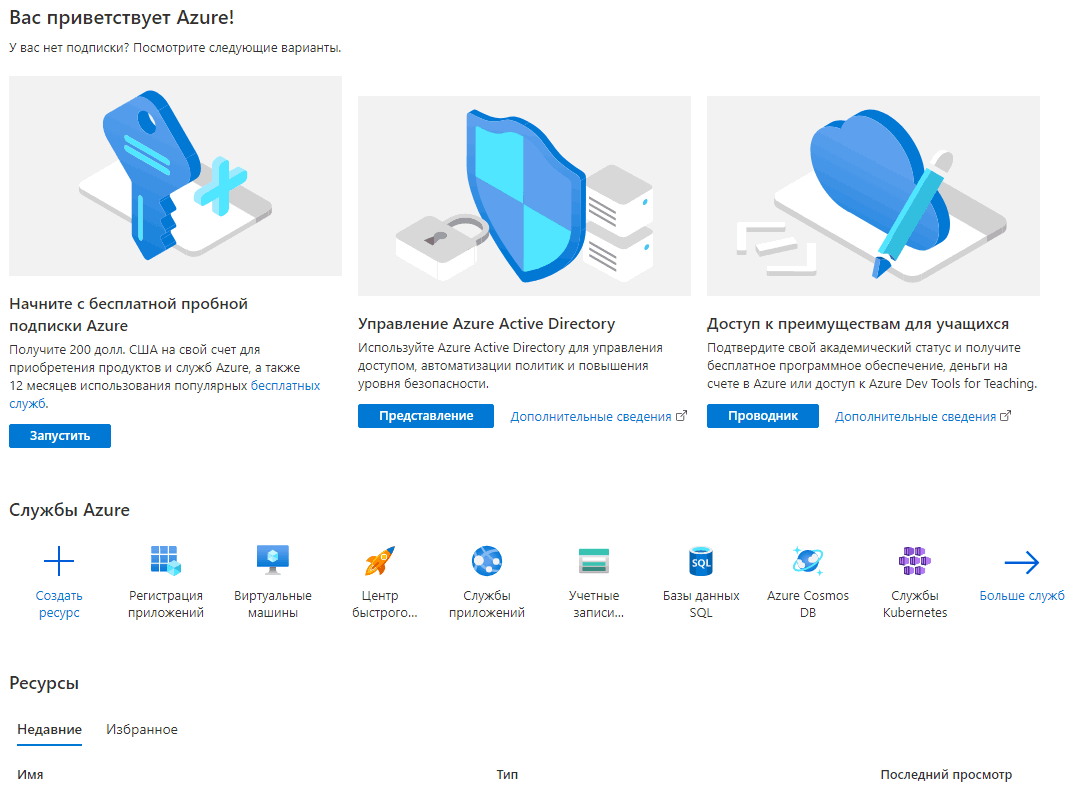 Вас приветствует Azure!
У вас нет подписки? Посмотрите следующие варианты.
Начните с бесплатной пробной
подписки Azure
Получите 200 долл. США на свой счет для
приобретения продуктов и служб Azure, а также
12 месяцев использования популярных бесплатных
служб.
Запустить
Управление Azure Active Directory
Используйте Azure Active Directory для управления
доступом, автоматизации политик и повышения
уровня безопасности.
Представление Дополнительные сведения
Доступ к преимуществам для учащихся
Подтвердите свой академический статус и получите
бесплатное программное обеспечение, деньги на
счете в Azure или доступ к Azure Dev Tools for Teaching.
Проводник Дополнительные сведения
Службы Azure
Создать
ресурс
Регистрация
приложений
Виртуальные
машины
Центр
быстрого...
Службы
приложений
Учетные
записи...
SQL
Базы данных
SQL
Azure Cosmos
DB
Службы
Kubernetes
Больше служб
Ресурсы
Недавние Избранное
Имя Тип Последний просмотр